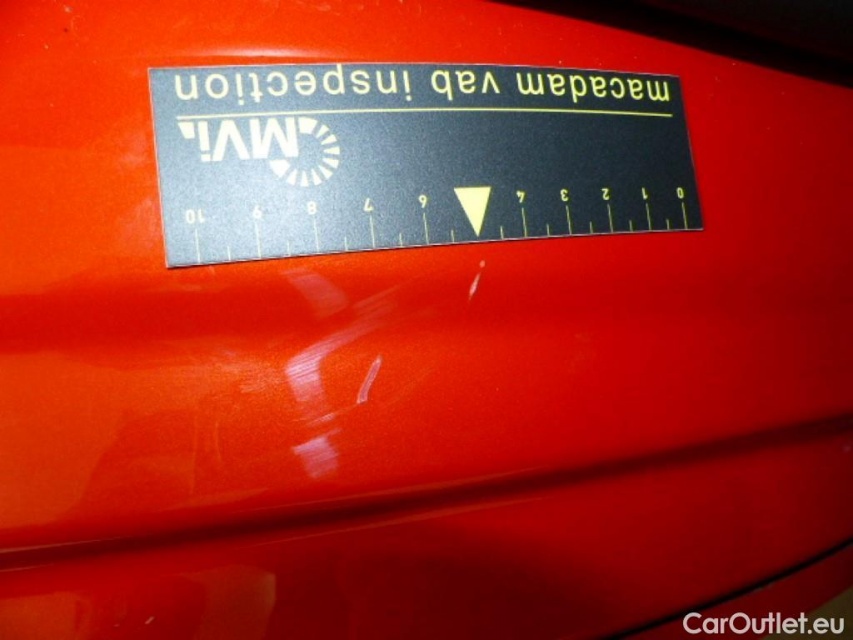 macadam vab inspection
MVi
0 1 2 3 4 6 7 8 9 10
CarOutlet.eu